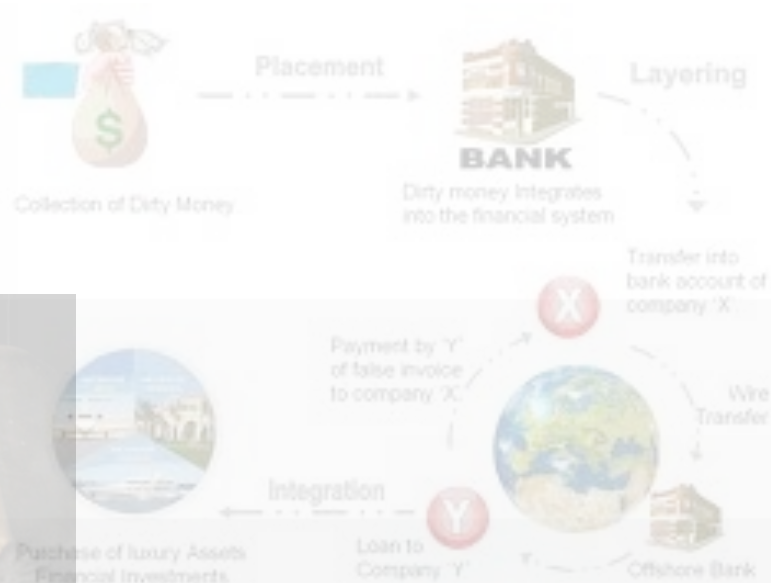 Placement
Layering
$
BANK
Collection of Dirty Money
Dirty money Integrates
into the financial system
Transfer into
bank account of
company 'X'
X
Payment by 'Y'
of false invoice
to company 'X'
Wire
Transfer
Integration
Y
Purchase of luxury Assets
Financial Investments.
Loan to
Company 'Y'
Offshore Bank